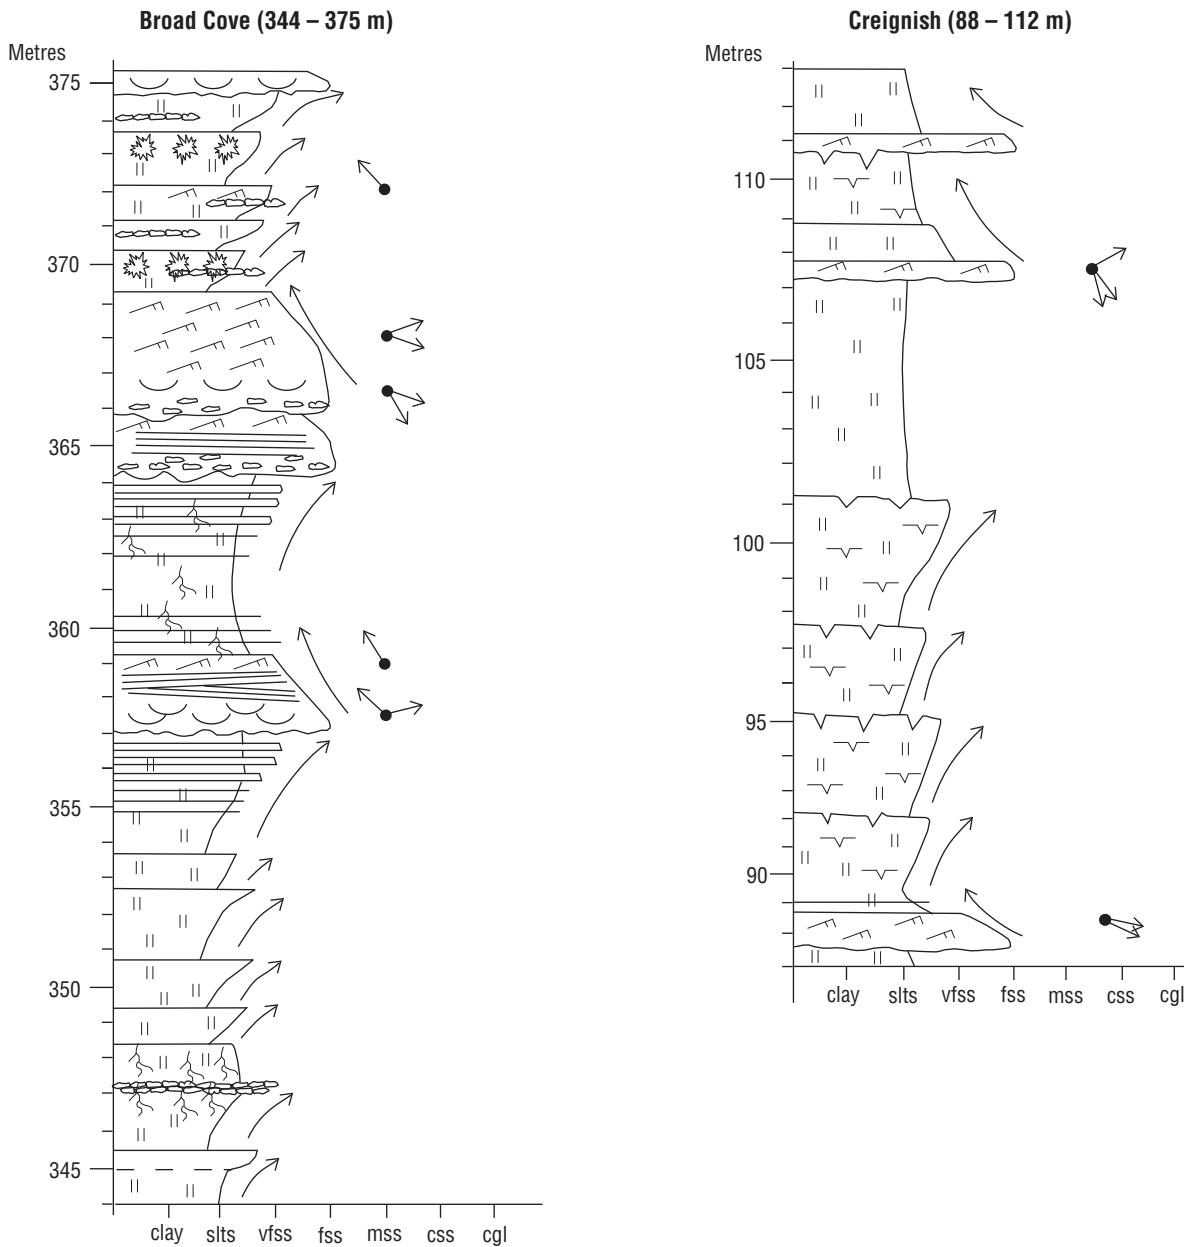 Broad Cove (344 – 375 m)
Metres
375
370
365
360
355
350
345
clay slts vfss fss mss css cgl
Creignish (88 – 112 m)
Metres
110
105
100
95
90
clay slts vfss fss mss css cgl